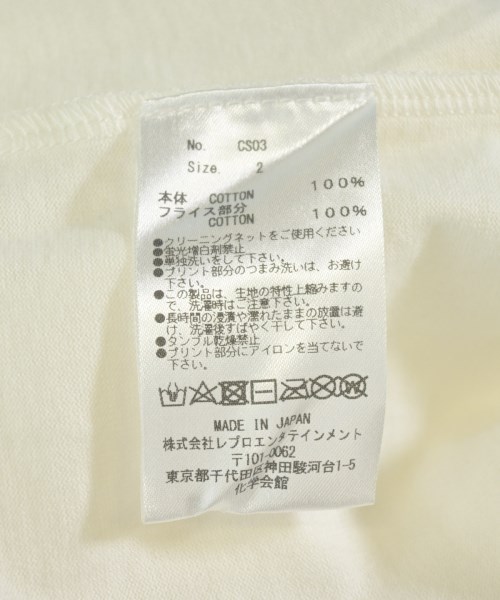 No. CS03
Size. 2
本体 COTTON 100%
フライス部分
COTTON 100%
●クリーニングネットをご使用ください
●蛍光増白剤禁止
●単独洗いをして下さい。
●プリント部分のつまみ洗いは、お避け
下さい。
●この製品は、生地の特性上縮みますの
で、洗濯時はご注意下さい。
●長時間の浸漬や濡れたままの放置は避
け、洗濯後すばやく干して下さい。
●タンブル乾燥禁止
●プリント部分にアイロンを当てないで
下さい。
MADE IN JAPAN
株式会社レプロエンタテインメント
〒101-0062
東京都千代田区神田駿河台1-5
化学会館